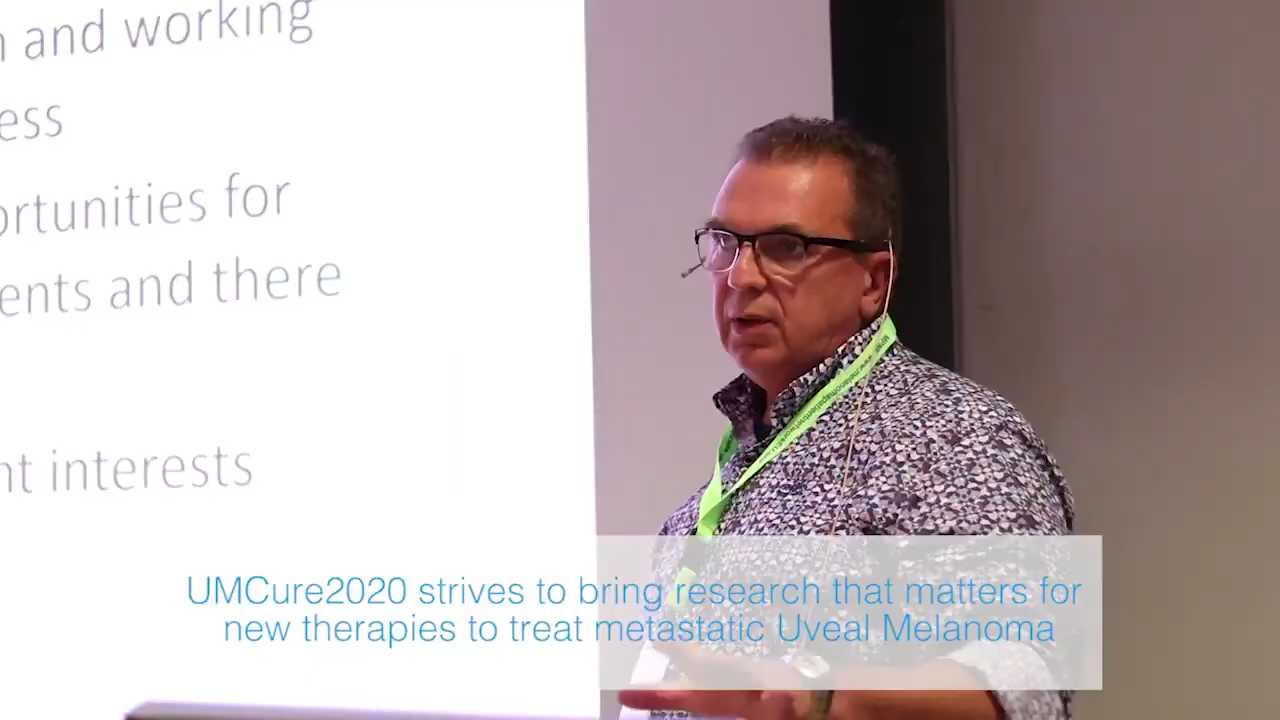 and working
ess
ortunities for
ents and there
nt interests
UMCure2020 strives to bring research that matters for
new therapies to treat metastatic Uveal Melanoma